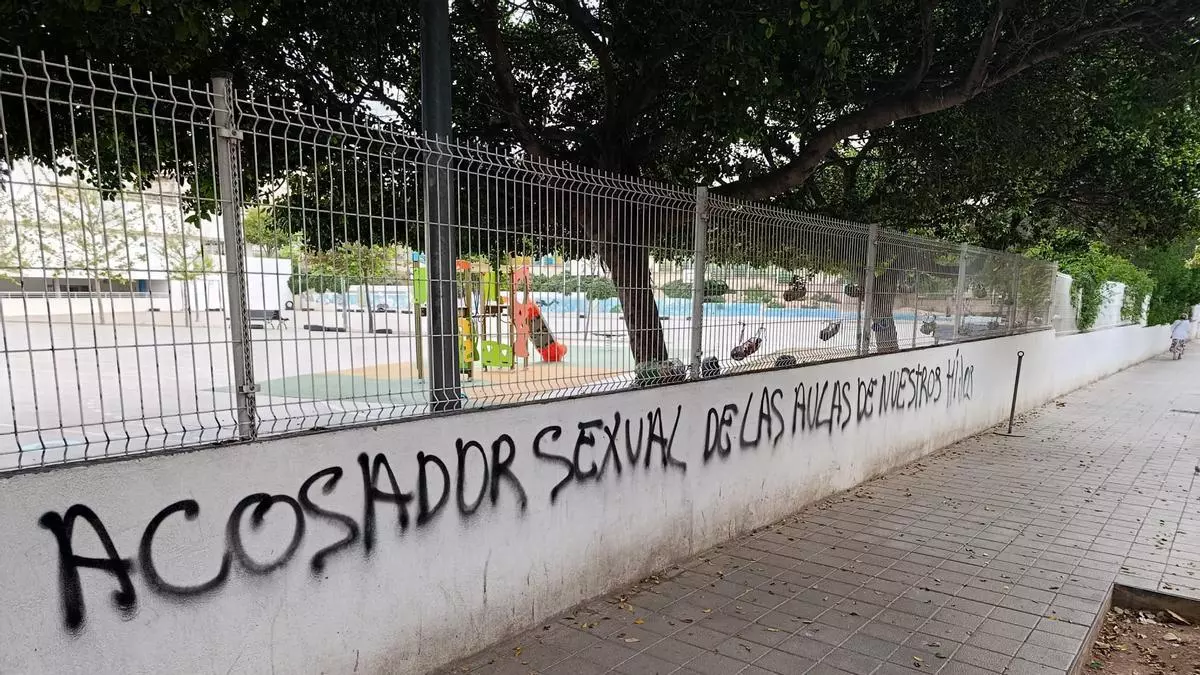 ACOSADOR SEXUAL DE LAS AULAS DE NUESTROS HIJOS